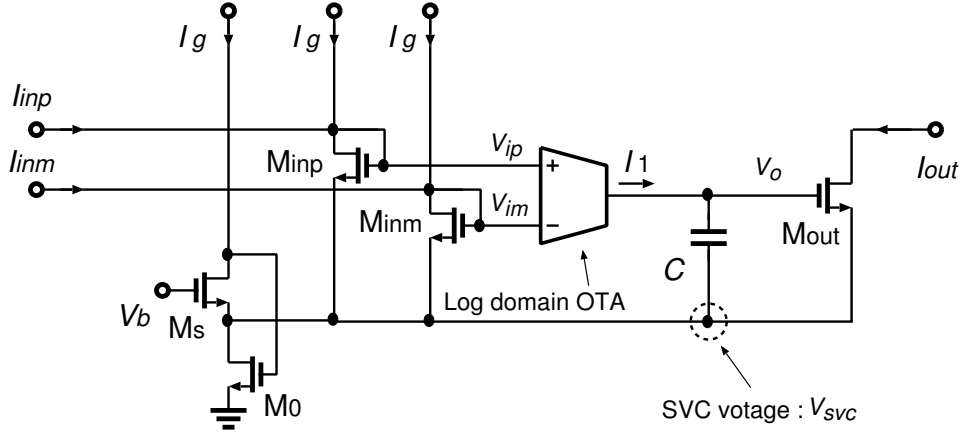 Ig Ig Ig
Iinp
Iinm
Minp
Vip
Minm
Vim
+
−
I1
Vo
Mout
Iout
C
Log domain OTA
Vb
Ms
M0
SVC votage : Vsvc